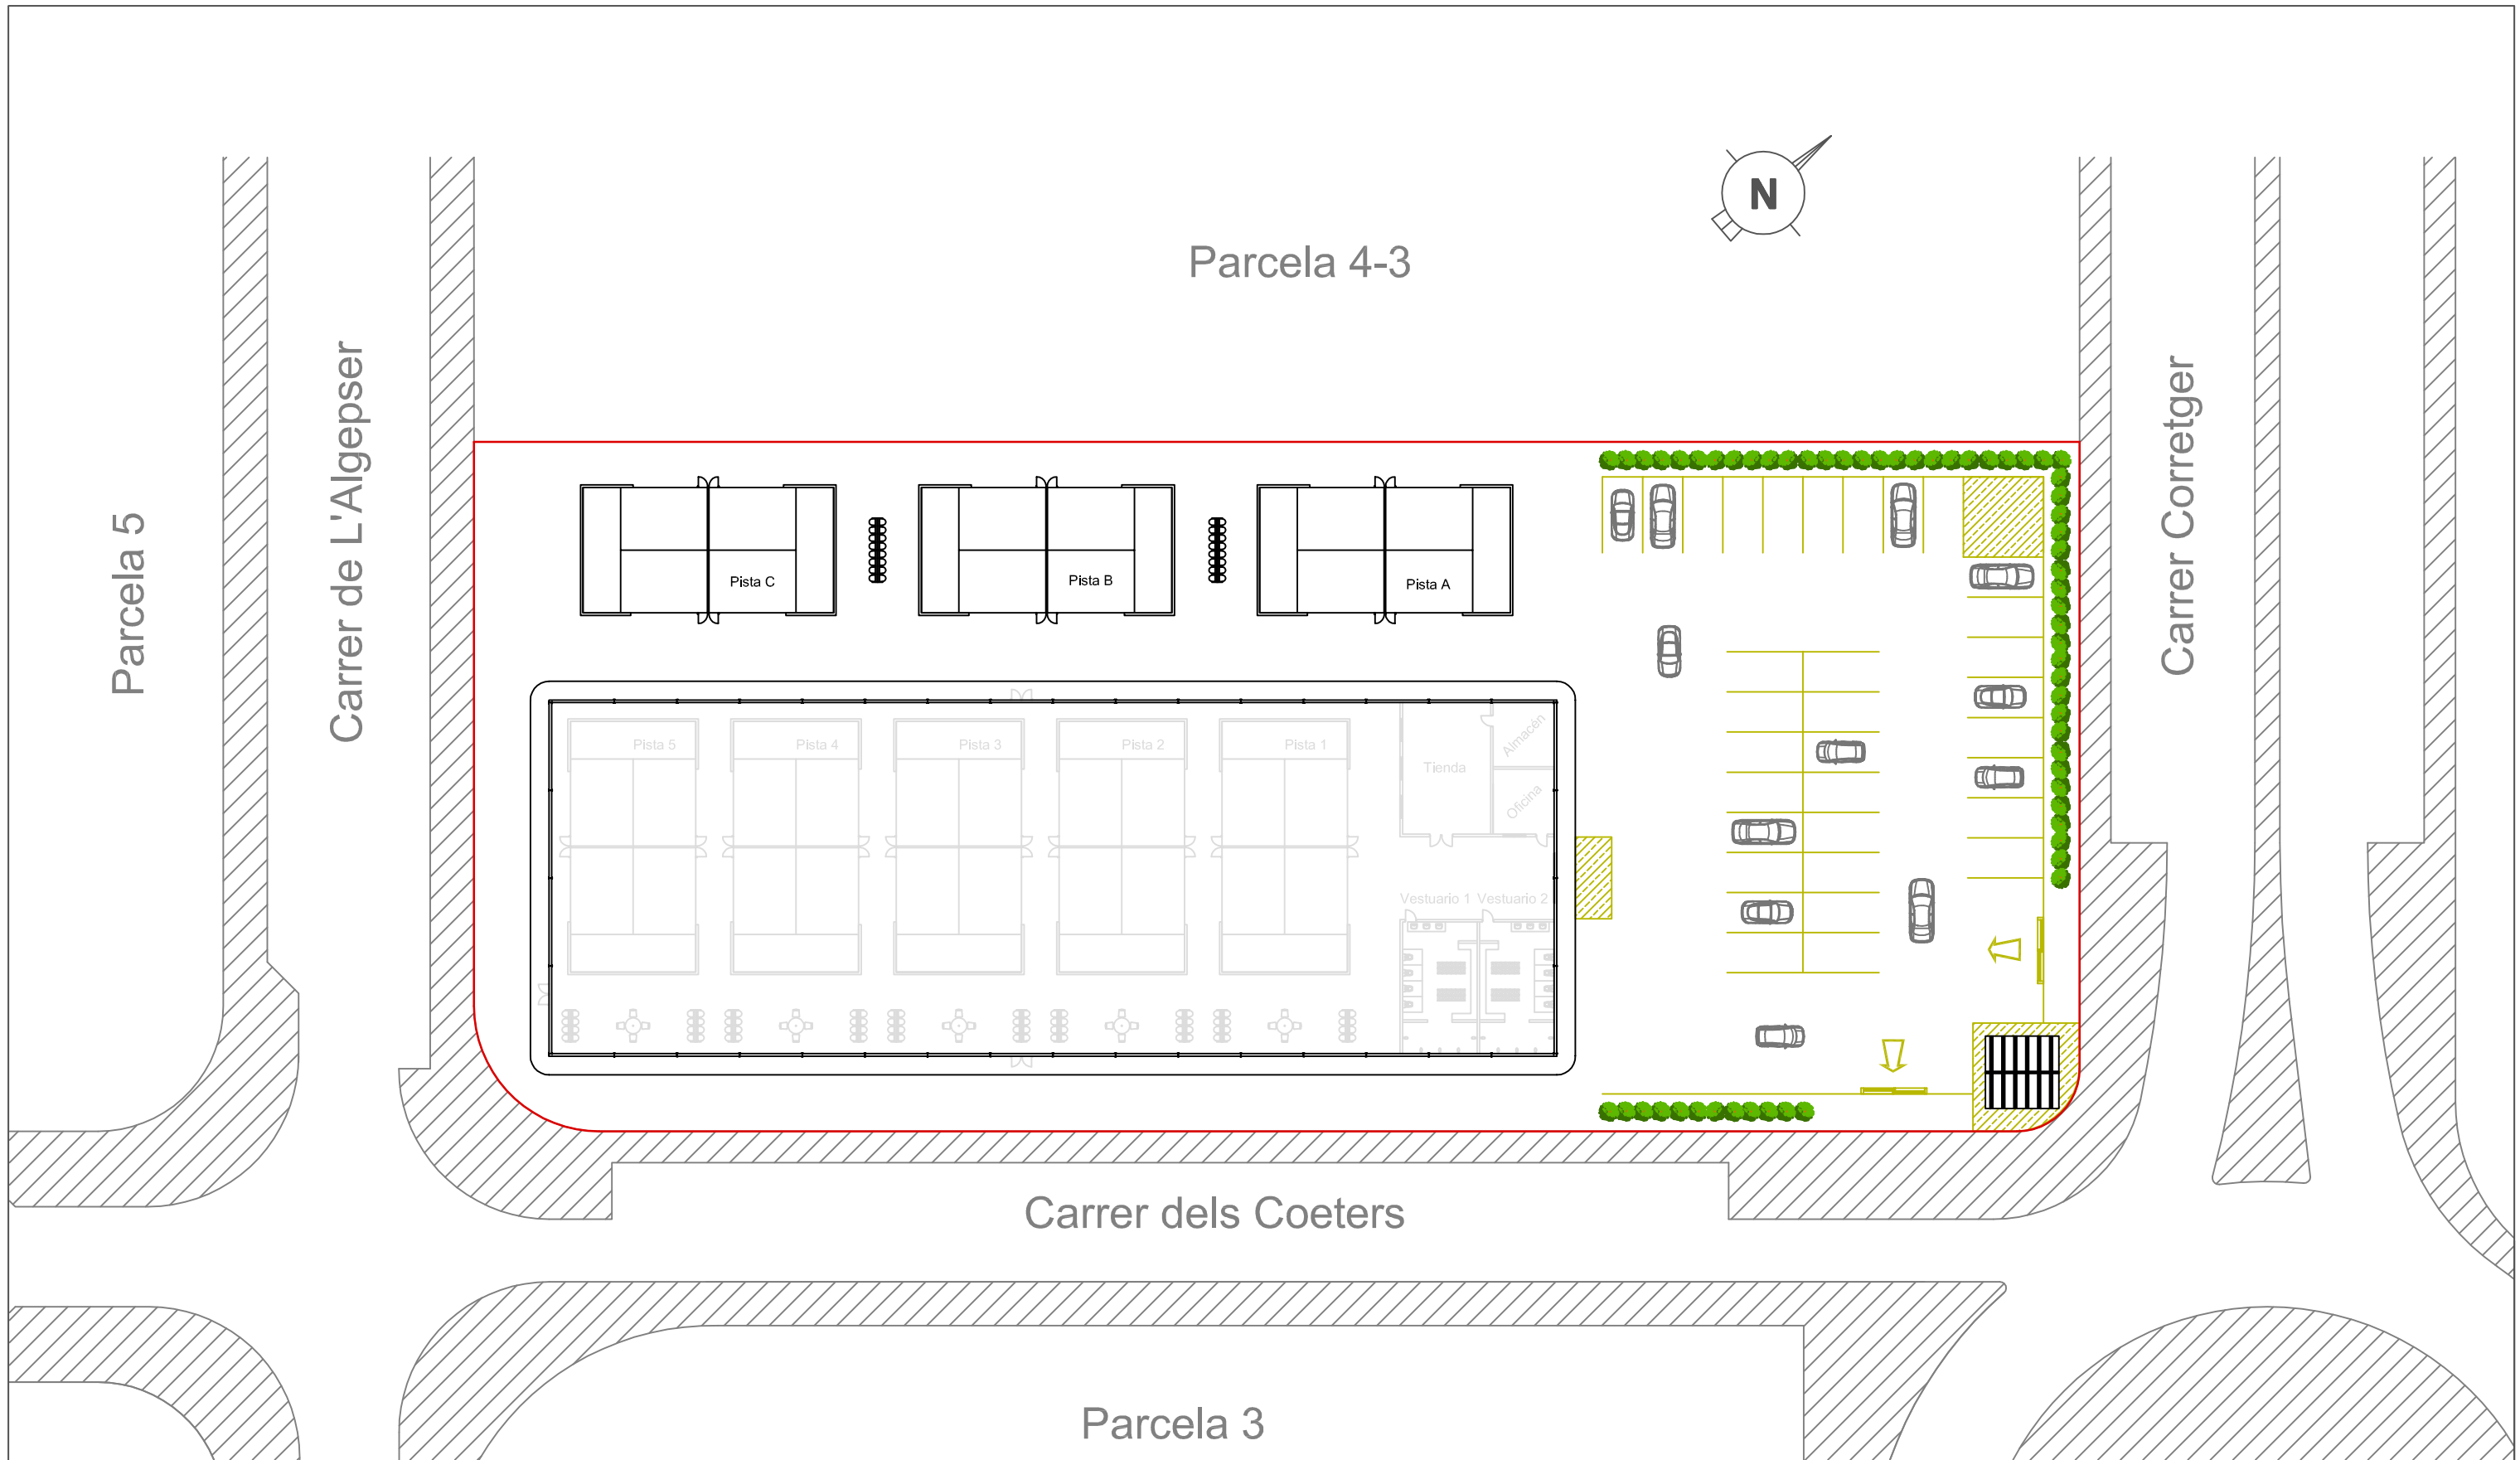 N
Parcela 4-3
Parcela 5
Carrer de L'Algepser
Carrer Corretger
Pista C
Pista B
Pista A
Pista 5
Pista 4
Pista 3
Pista 2
Pista 1
Tienda
Almacén
Oficina
Vestuario 1
Vestuario 2
Carrer dels Coeters
Parcela 3